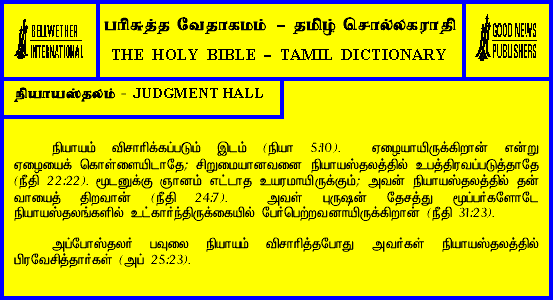 BELLWETHER
INTERNATIONAL
பரிசுத்த வேதாகமம் – தமிழ் சொல்லகராதி
THE HOLY BIBLE – TAMIL DICTIONARY
GOOD NEWS
PUBLISHERS
நியாயஸ்தலம் - JUDGMENT HALL
நியாயம் விசாரிக்கப்படும் இடம் (நியா 5:10). ஏழையாயிருக்கிறான் என்று
ஏழையைக் கொள்ளையிடாதே; சிறுமையானவனை நியாயஸ்தலத்தில் உபத்திரவப்படுத்தாதே
(நீதி 22:22). மூடனுக்கு ஞானம் எட்டாத உயரமாயிருக்கும்; அவன் நியாயஸ்தலத்தில் தன்
வாயைத் திறவான் (நீதி 24:7). அவள் புருஷன் தேசத்து மூப்பர்களோடே
நியாயஸ்தலங்களில் உட்கார்ந்திருக்கையில் பேர்பெற்றவனாயிருக்கிறான் (நீதி 31:23).
அப்போஸ்தலர் பவுலை நியாயம் விசாரித்தபோது அவர்கள் நியாயஸ்தலத்தில்
பிரவேசித்தார்கள் (அப் 25:23).